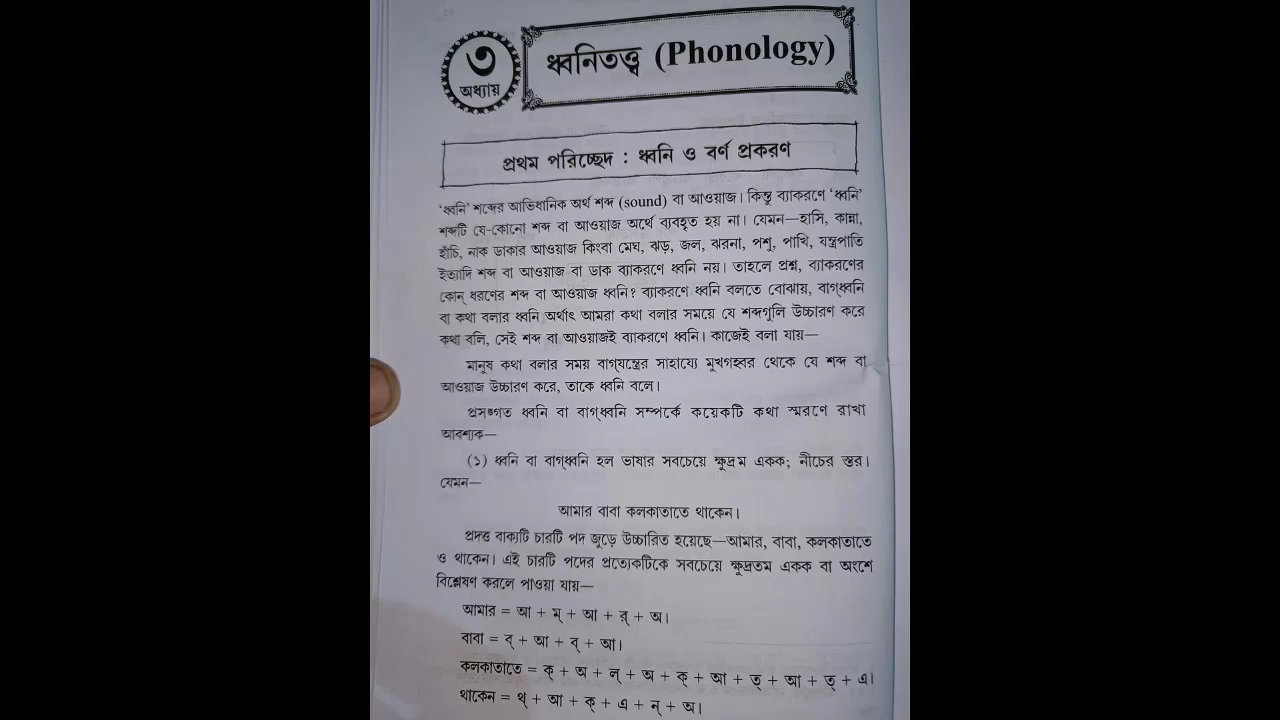 ৩
অধ্যায়
ধ্বনিতত্ত্ব (Phonology)
প্রথম পরিচ্ছেদ : ধ্বনি ও বর্ণ প্রকরণ
‘ধ্বনি’ শব্দের আভিধানিক অর্থ শব্দ (sound) বা আওয়াজ। কিন্তু ব্যাকরণে ‘ধ্বনি’
শব্দটি যে-কোনো শব্দ বা আওয়াজ অর্থে ব্যবহৃত হয় না। যেমন—হাসি, কান্না,
হাঁচি, নাক ডাকার আওয়াজ কিংবা মেঘ, ঝড়, জল, ঝরনা, পশু, পাখি, যন্ত্রপাতি
ইত্যাদি শব্দ বা আওয়াজ বা ডাক ব্যাকরণে ধ্বনি নয়। তাহলে প্রশ্ন, ব্যাকরণের
কোন্ ধরণের শব্দ বা আওয়াজ ধ্বনি? ব্যাকরণে ধ্বনি বলতে বোঝায়, বাগ্‌ধ্বনি
বা কথা বলার ধ্বনি অর্থাৎ আমরা কথা বলার সময়ে যে শব্দগুলি উচ্চারণ করে
কথা বলি, সেই শব্দ বা আওয়াজই ব্যাকরণে ধ্বনি। কাজেই বলা যায়—
মানুষ কথা বলার সময় বাগ্‌যন্ত্রের সাহায্যে মুখগহ্বর থেকে যে শব্দ বা
আওয়াজ উচ্চারণ করে, তাকে ধ্বনি বলে।
প্রসঙ্গত ধ্বনি বা বাগ্‌ধ্বনি সম্পর্কে কয়েকটি কথা স্মরণে রাখা
আবশ্যক—
(১) ধ্বনি বা বাগ্‌ধ্বনি হল ভাষার সবচেয়ে ক্ষুদ্রম একক; নীচের স্তর।
যেমন—
আমার বাবা কলকাতাতে থাকেন।
প্রদত্ত বাক্যটি চারটি পদ জুড়ে উচ্চারিত হয়েছে—আমার, বাবা, কলকাতাতে
ও থাকেন। এই চারটি পদের প্রত্যেকটিকে সবচেয়ে ক্ষুদ্রতম একক বা অংশে
বিশ্লেষণ করলে পাওয়া যায়—
আমার = আ + ম্ + আ + র্ + অ।
বাবা = ব্ + আ + ব্ + আ।
কলকাতাতে = ক্ + অ + ল্ + অ + ক্ + আ + ত্ + আ + ত্ + এ।
থাকেন = থ্ + আ + ক্ + এ + ন্ + অ।